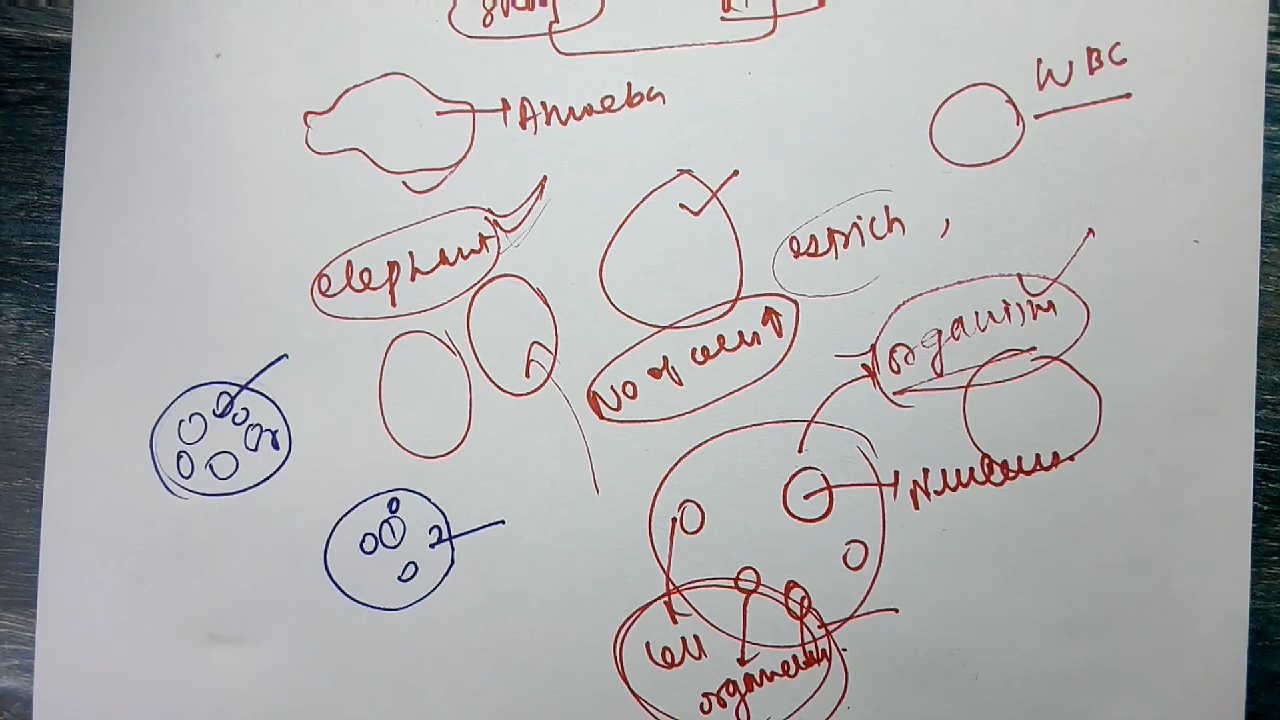 Amoeba
WBC
elephant
ostrich,
No of cells ↑
organism
Nucleus
Cell
organelles